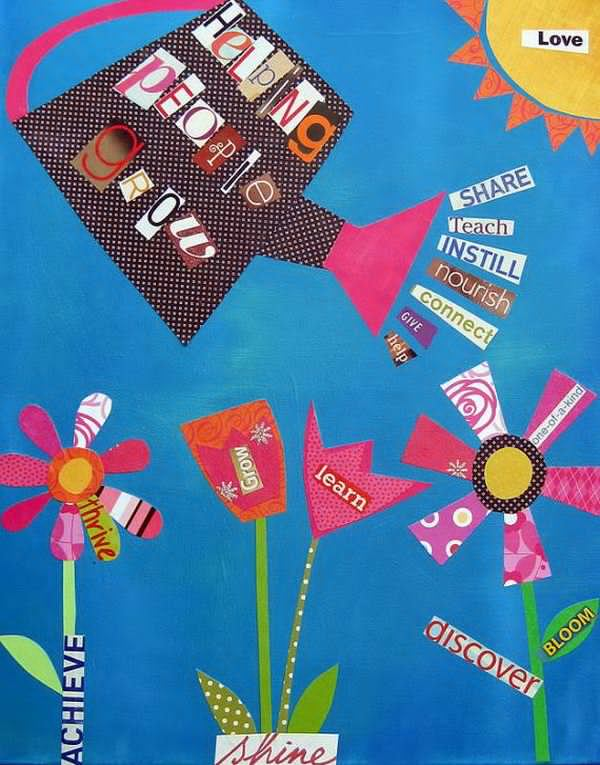 Love
HelpiNg
peOple
gROW
SHARE
Teach
INSTILL
nourish
connect
GIVE
help
one-of-a-kind
Grow
learn
thrive
discover
BLOOM
ACHIEVE
shine